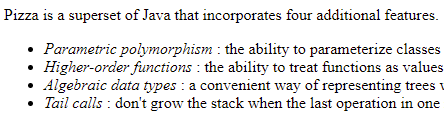 Pizza is a superset of Java that incorporates four additional features.
Parametric polymorphism : the ability to parameterize classes
Higher-order functions : the ability to treat functions as values
Algebraic data types : a convenient way of representing trees
Tail calls : don't grow the stack when the last operation in one